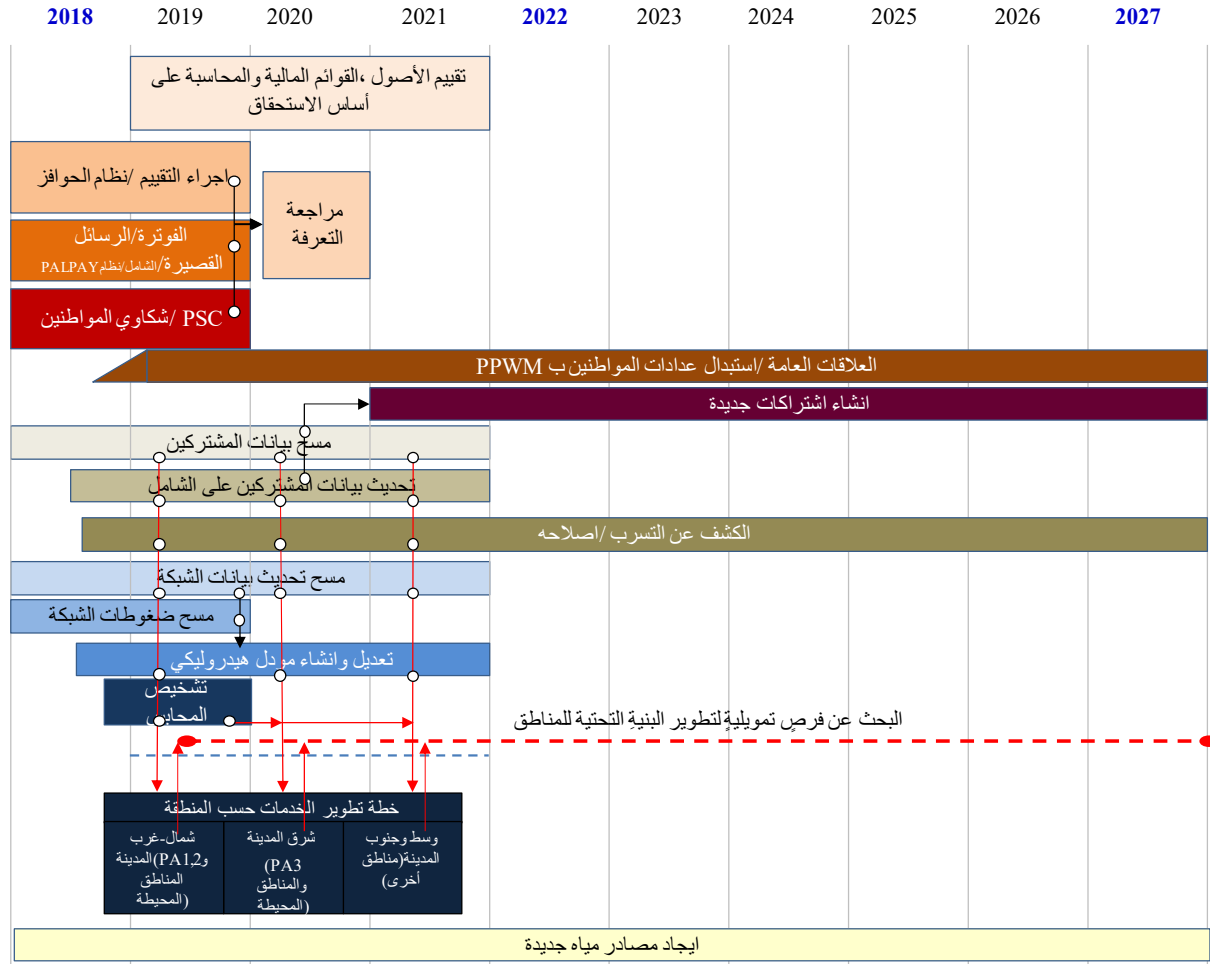 2018 2019 2020 2021 2022 2023 2024 2025 2026 2027
تقييم الأصول ،القوائم المالية والمحاسبة على
أساس الاستحقاق
اجراء التقييم /نظام الحوافز
مراجعة
التعرفة
الفوترة/الرسائل
القصيرة/الشامل/نظام PALPAY
PSC /شكاوي المواطنين
العلاقات العامة /استبدال عدادات المواطنين ب PPWM
انشاء اشتراكات جديدة
مسح بيانات المشتركين
تحديث بيانات المشتركين على الشامل
الكشف عن التسرب /اصلاحه
مسح تحديث بيانات الشبكة
مسح ضغوطات الشبكة
تعديل وانشاء مودل هيدروليكي
تشخيص
المحابس
البحث عن فرصٍ تمويليةٍ لتطوير البنيةِ التحتية للمناطق
خطة تطوير الخدمات حسب المنطقة
شمال-غرب
المدينة(PA1,2و
المناطق
المحيطة)
شرق المدينة
(PA3
والمناطق
المحيطة)
وسط وجنوب
المدينة(مناطق
أخرى)
ايجاد مصادر مياه جديدة